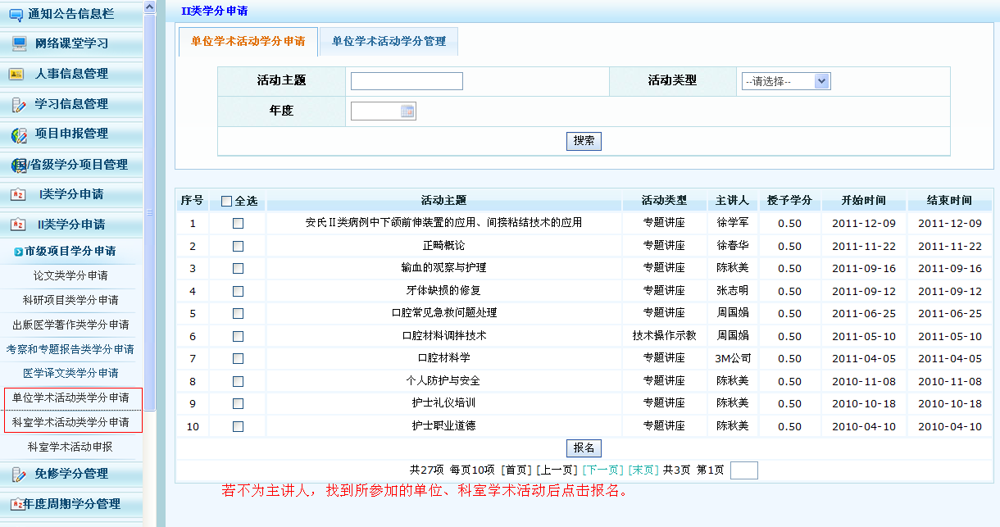 通知公告信息栏
网络课堂学习
人事信息管理
学习信息管理
项目申报管理
国/省级学分项目管理
I类学分申请
II类学分申请
市级项目学分申请
论文类学分申请
科研项目类学分申请
出版医学著作类学分申请
考察和专题报告类学分申请
医学译文类学分申请
单位学术活动类学分申请
科室学术活动类学分申请
科室学术活动申报
免修学分管理
年度周期学分管理
II类学分申请
单位学术活动学分申请 单位学术活动学分管理
活动主题 活动类型 --请选择--
年度
搜索
序号 全选 活动主题 活动类型 主讲人 授予学分 开始时间 结束时间
1 安氏Ⅱ类病例中下颌前伸装置的应用、间接粘结技术的应用 专题讲座 徐学军 0.50 2011-12-09 2011-12-09
2 正畸概论 专题讲座 徐春华 0.50 2011-11-22 2011-11-22
3 输血的观察与护理 专题讲座 陈秋美 0.50 2011-09-16 2011-09-16
4 牙体缺损的修复 专题讲座 张志明 0.50 2011-09-12 2011-09-12
5 口腔常见急救问题处理 专题讲座 周国娟 0.50 2011-06-25 2011-06-25
6 口腔材料调拌技术 技术操作示教 周国娟 0.50 2011-05-10 2011-05-10
7 口腔材料学 专题讲座 3M公司 0.50 2011-04-05 2011-04-05
8 个人防护与安全 专题讲座 陈秋美 0.50 2010-11-08 2010-11-08
9 护士礼仪培训 专题讲座 陈秋美 0.50 2010-10-18 2010-10-18
10 护士职业道德 专题讲座 陈秋美 0.50 2010-04-10 2010-04-10
报名
共27项 每页10项 [首页] [上一页] [下一页] [末页] 共3页 第1页
若不为主讲人，找到所参加的单位、科室学术活动后点击报名。